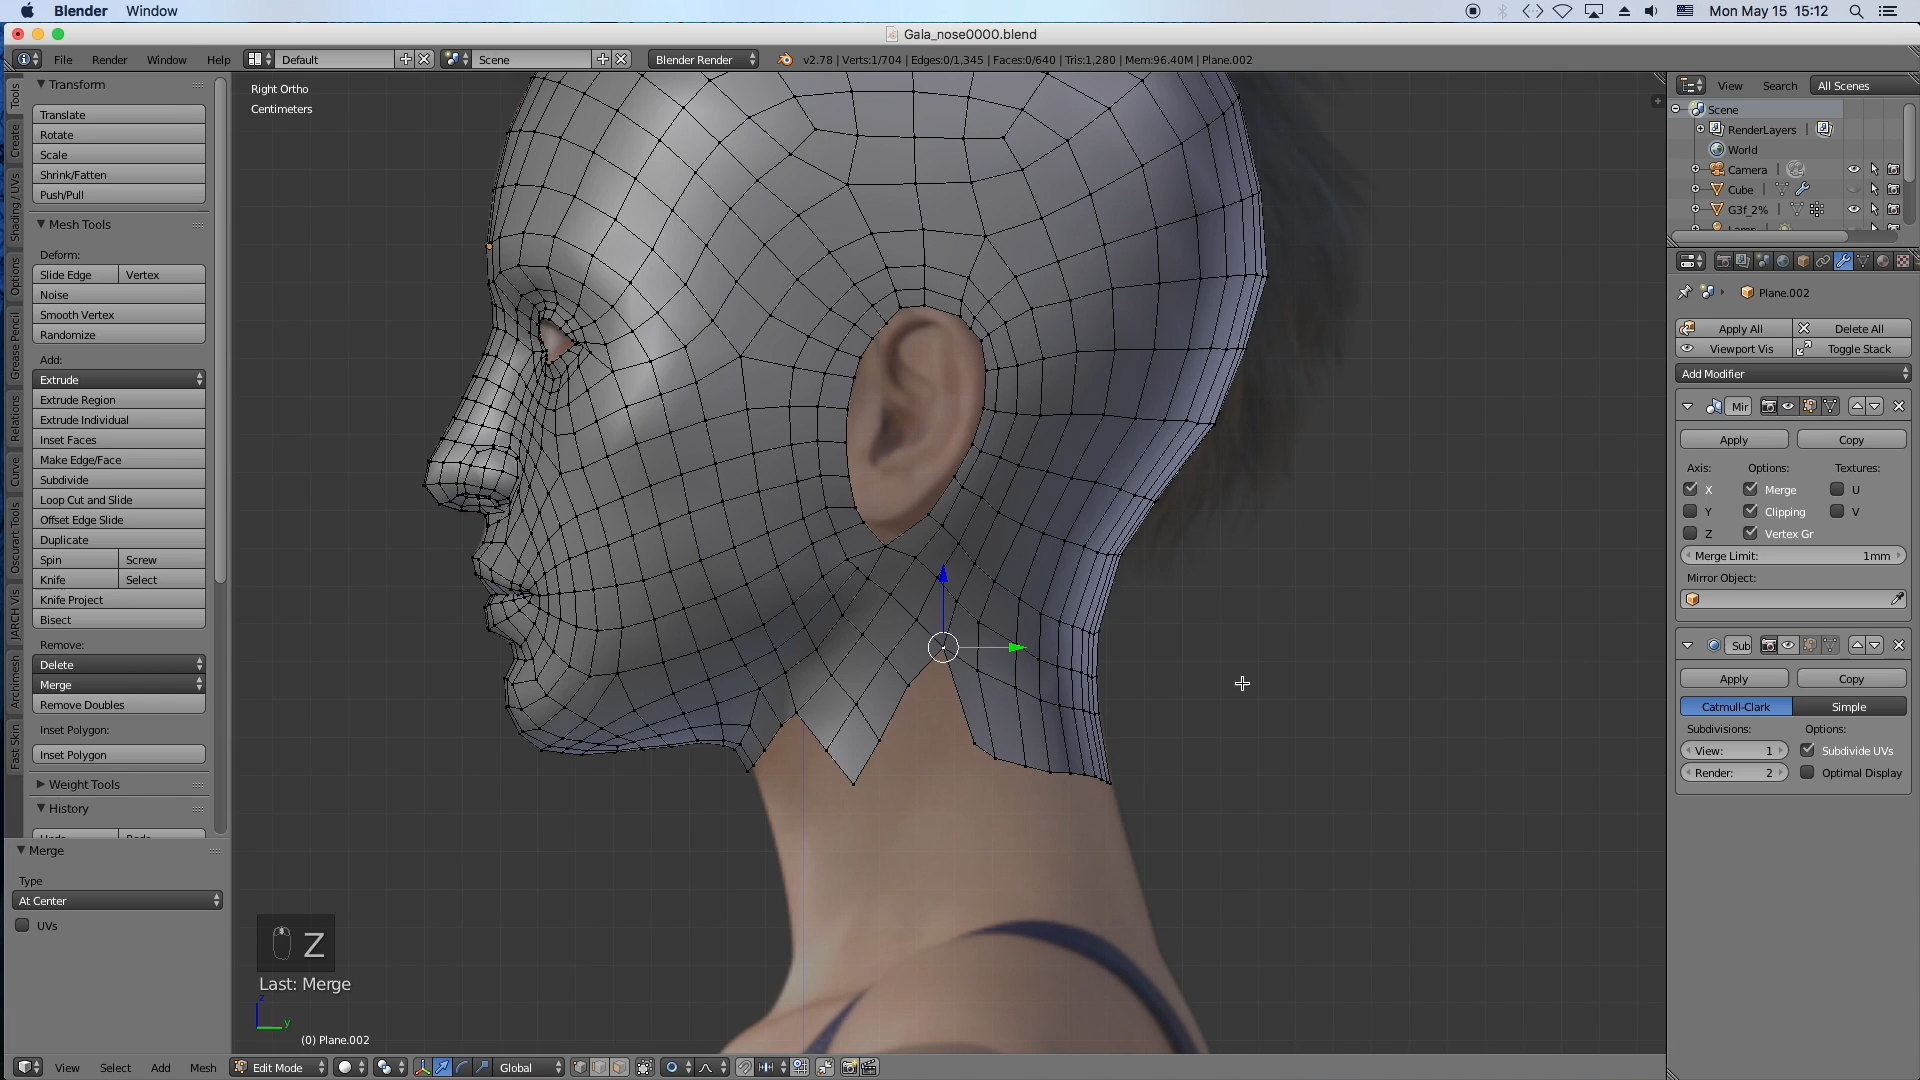 Blender Window Mon May 15 15:12
Gala_nose0000.blend
File Render Window Help Default Scene Blender Render v2.78 | Verts:1/704 | Edges:0/1,345 | Faces:0/640 | Tris:1,280 | Mem:96.40M | Plane.002
Tools
Create
Shading / UVs
Options
Grease Pencil
Relations
Curve
Oscurart Tools
JARCH Vis
Archimesh
Fast Skin
Transform
Translate
Rotate
Scale
Shrink/Fatten
Push/Pull
Mesh Tools
Deform:
Slide Edge Vertex
Noise
Smooth Vertex
Randomize
Add:
Extrude
Extrude Region
Extrude Individual
Inset Faces
Make Edge/Face
Subdivide
Loop Cut and Slide
Offset Edge Slide
Duplicate
Spin Screw
Knife Select
Knife Project
Bisect
Remove:
Delete
Merge
Remove Doubles
Inset Polygon:
Inset Polygon
Weight Tools
History
Merge
Type
At Center
UVs
Right Ortho
Centimeters
Z
Last: Merge
z
y
(0) Plane.002
View Select Add Mesh Edit Mode Global
View Search All Scenes
Scene
RenderLayers
World
Camera
Cube
G3f_2%
Plane.002
Apply All Delete All
Viewport Vis Toggle Stack
Add Modifier
Mir
Apply Copy
Axis: Options: Textures:
X Merge U
Y Clipping V
Z Vertex Gr
Merge Limit: 1mm
Mirror Object:
Sub
Apply Copy
Catmull-Clark Simple
Subdivisions: Options:
View: 1 Subdivide UVs
Render: 2 Optimal Display